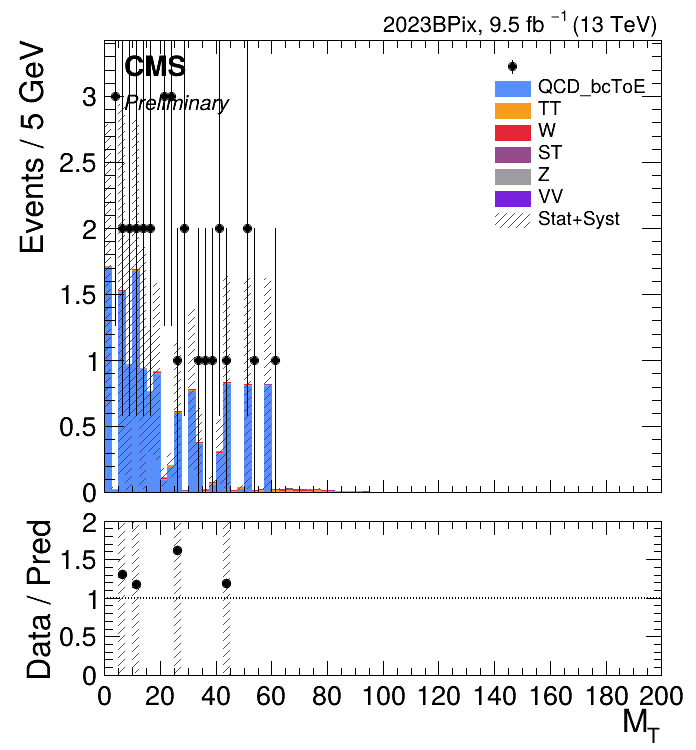 2023BPix, 9.5 fb⁻¹ (13 TeV)
CMS
Preliminary
QCD_bcToE
TT
W
ST
Z
VV
Stat+Syst
Events / 5 GeV
3
2.5
2
1.5
1
0.5
0
Data / Pred
2
1.5
1
0.5
0
0 20 40 60 80 100 120 140 160 180 200
M_T